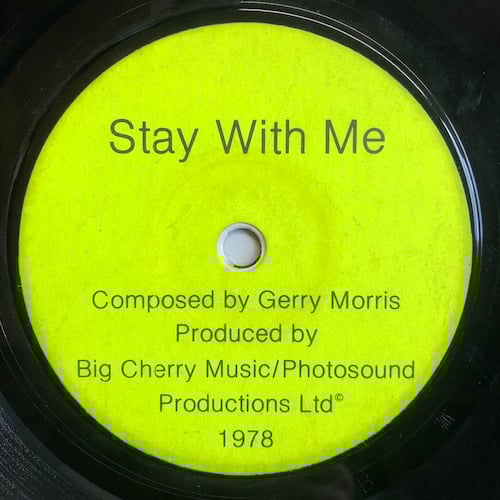 Stay With Me
Composed by Gerry Morris
Produced by
Big Cherry Music/Photosound
Productions Ltd©
1978